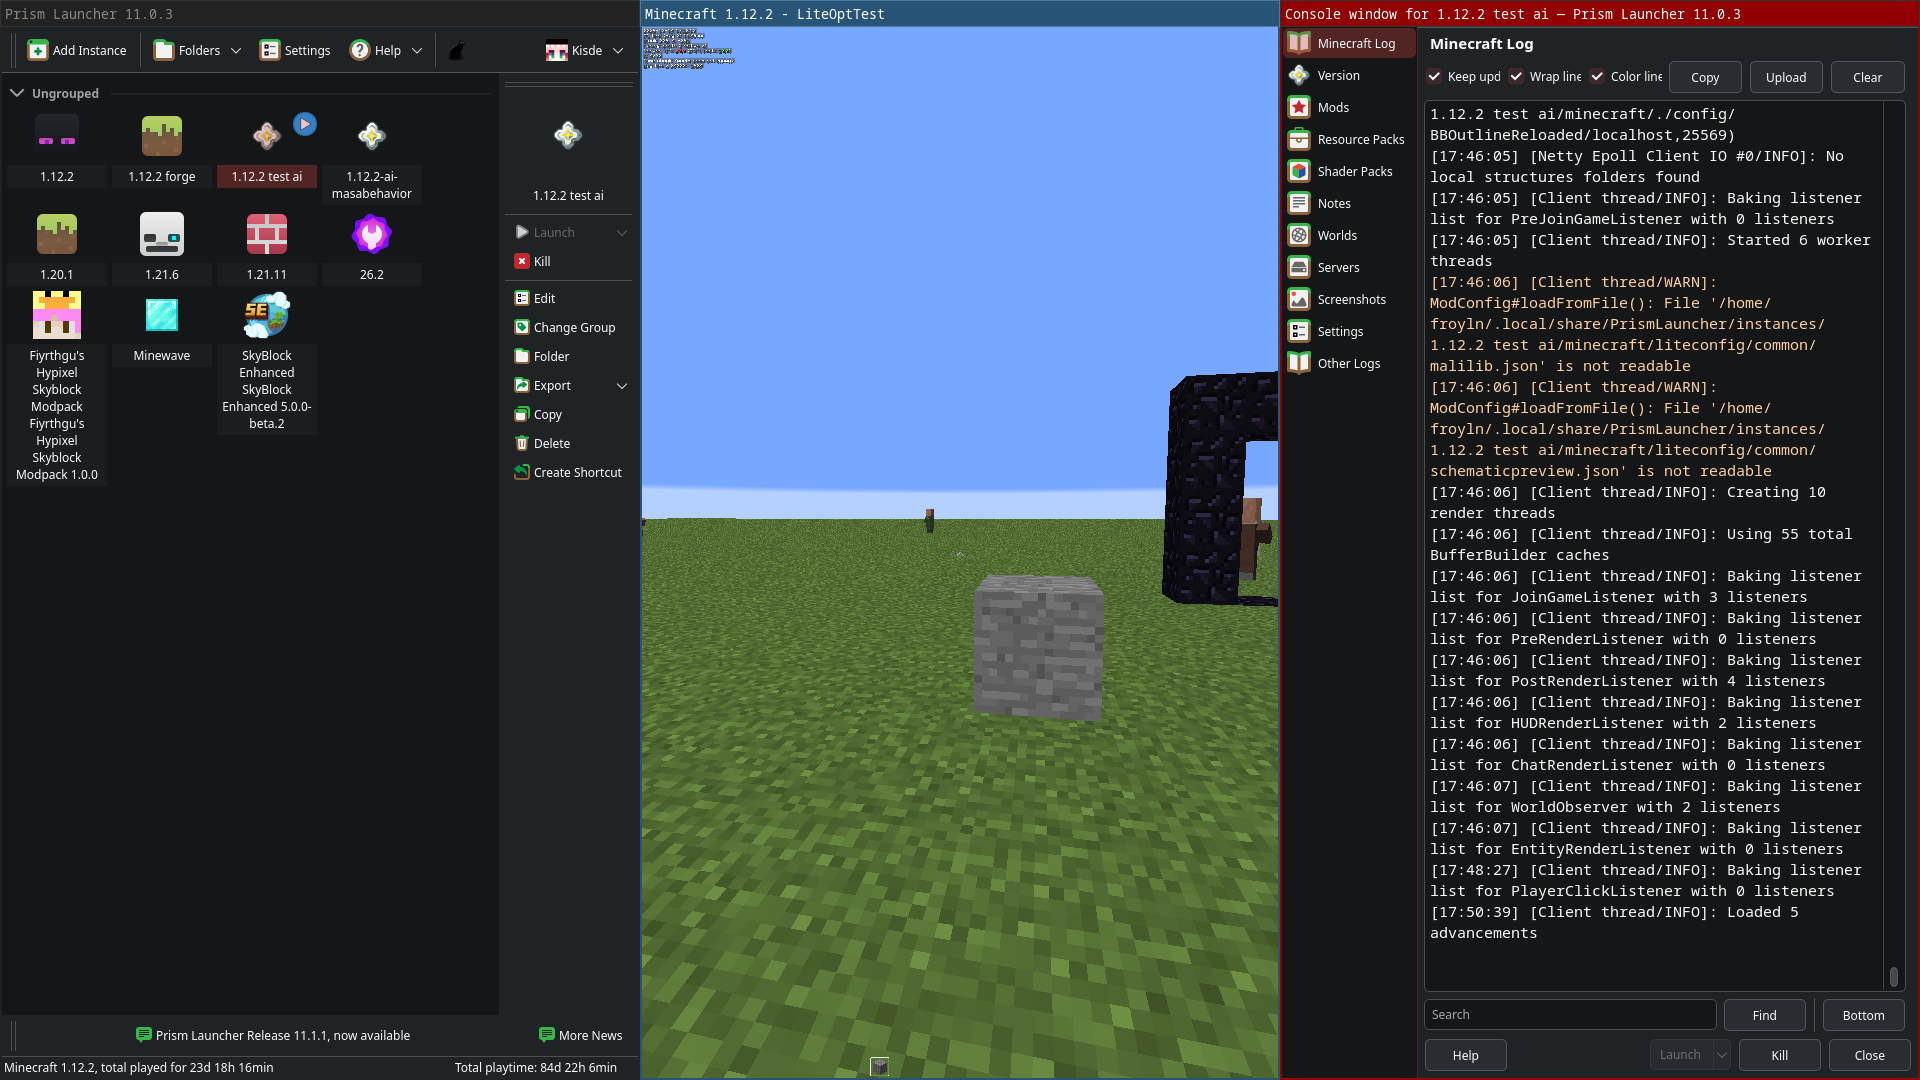 Prism Launcher 11.0.3
Add Instance
Folders
Settings
Help
Kisde
Ungrouped
1.12.2
1.12.2 forge
1.12.2 test ai
1.12.2-ai-
masabehavior
1.20.1
1.21.6
1.21.11
26.2
Fiyrthgu's
Hypixel
Skyblock
Modpack
Fiyrthgu's
Hypixel
Skyblock
Modpack 1.0.0
Minewave
SE
SkyBlock
Enhanced
SkyBlock
Enhanced 5.0.0-
beta.2
1.12.2 test ai
Launch
Kill
Edit
Change Group
Folder
Export
Copy
Delete
Create Shortcut
Prism Launcher Release 11.1.1, now available
More News
Minecraft 1.12.2, total played for 23d 18h 16min
Total playtime: 84d 22h 6min
Minecraft 1.12.2 - LiteOptTest
Console window for 1.12.2 test ai — Prism Launcher 11.0.3
Minecraft Log
Version
Mods
Resource Packs
Shader Packs
Notes
Worlds
Servers
Screenshots
Settings
Other Logs
Minecraft Log
Keep upd
Wrap line
Color line
Copy
Upload
Clear
1.12.2 test ai/minecraft/./config/
BBOutlineReloaded/localhost,25569)
[17:46:05] [Netty Epoll Client IO #0/INFO]: No
local structures folders found
[17:46:05] [Client thread/INFO]: Baking listener
list for PreJoinGameListener with 0 listeners
[17:46:05] [Client thread/INFO]: Started 6 worker
threads
[17:46:06] [Client thread/WARN]:
ModConfig#loadFromFile(): File '/home/
froyln/.local/share/PrismLauncher/instances/
1.12.2 test ai/minecraft/liteconfig/common/
malilib.json' is not readable
[17:46:06] [Client thread/WARN]:
ModConfig#loadFromFile(): File '/home/
froyln/.local/share/PrismLauncher/instances/
1.12.2 test ai/minecraft/liteconfig/common/
schematicpreview.json' is not readable
[17:46:06] [Client thread/INFO]: Creating 10
render threads
[17:46:06] [Client thread/INFO]: Using 55 total
BufferBuilder caches
[17:46:06] [Client thread/INFO]: Baking listener
list for JoinGameListener with 3 listeners
[17:46:06] [Client thread/INFO]: Baking listener
list for PreRenderListener with 0 listeners
[17:46:06] [Client thread/INFO]: Baking listener
list for PostRenderListener with 4 listeners
[17:46:06] [Client thread/INFO]: Baking listener
list for HUDRenderListener with 2 listeners
[17:46:06] [Client thread/INFO]: Baking listener
list for ChatRenderListener with 0 listeners
[17:46:07] [Client thread/INFO]: Baking listener
list for WorldObserver with 2 listeners
[17:46:07] [Client thread/INFO]: Baking listener
list for EntityRenderListener with 0 listeners
[17:48:27] [Client thread/INFO]: Baking listener
list for PlayerClickListener with 0 listeners
[17:50:39] [Client thread/INFO]: Loaded 5
advancements
Search
Find
Bottom
Help
Launch
Kill
Close